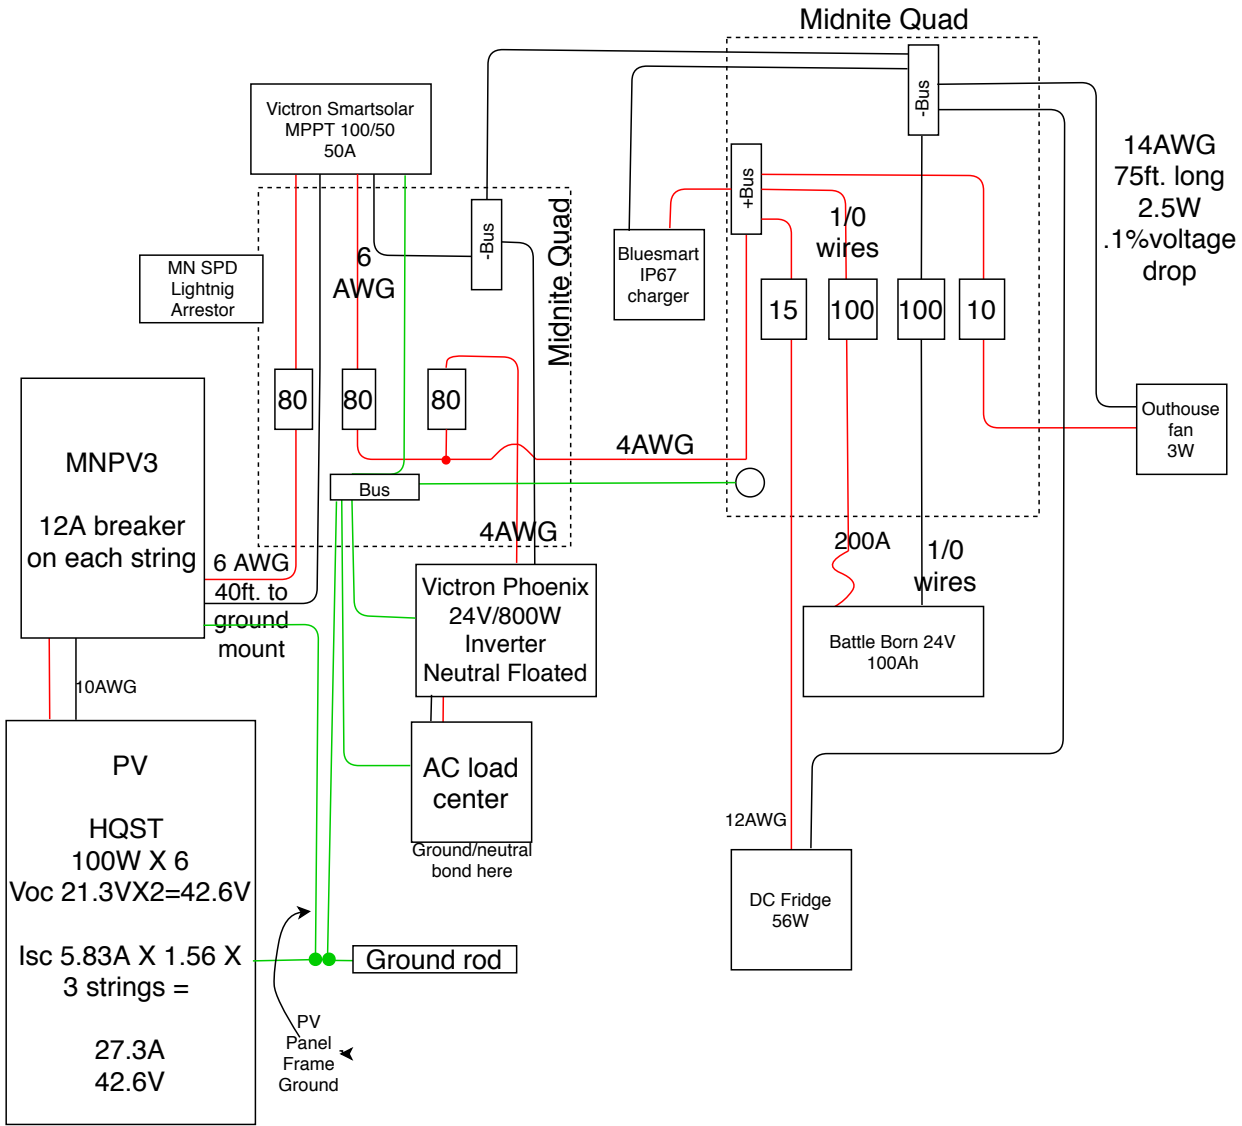 Midnite Quad
Victron Smartsolar
MPPT 100/50
50A
-Bus
+Bus
14AWG
75ft. long
2.5W
.1%voltage
drop
MN SPD
Lightnig
Arrestor
6
AWG
-Bus
Midnite Quad
Bluesmart
IP67
charger
1/0
wires
15
100
100
10
80
80
80
Outhouse
fan
3W
4AWG
Bus
MNPV3
12A breaker
on each string
6 AWG
40ft. to
ground
mount
4AWG
200A
1/0
wires
Victron Phoenix
24V/800W
Inverter
Neutral Floated
Battle Born 24V
100Ah
10AWG
AC load
center
Ground/neutral
bond here
12AWG
DC Fridge
56W
PV
HQST
100W X 6
Voc 21.3VX2=42.6V
Isc 5.83A X 1.56 X
3 strings =
27.3A
42.6V
Ground rod
PV
Panel
Frame
Ground